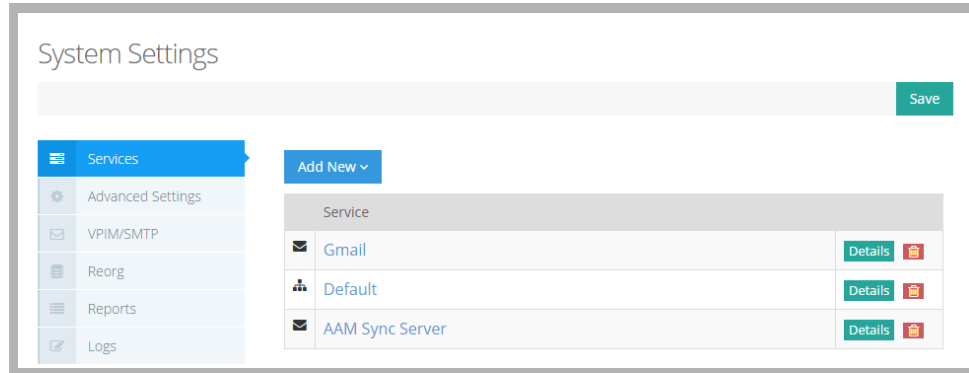 System Settings
Save
Services
Advanced Settings
VPIM/SMTP
Reorg
Reports
Logs
Add New
Service
Gmail Details
Default Details
AAM Sync Server Details